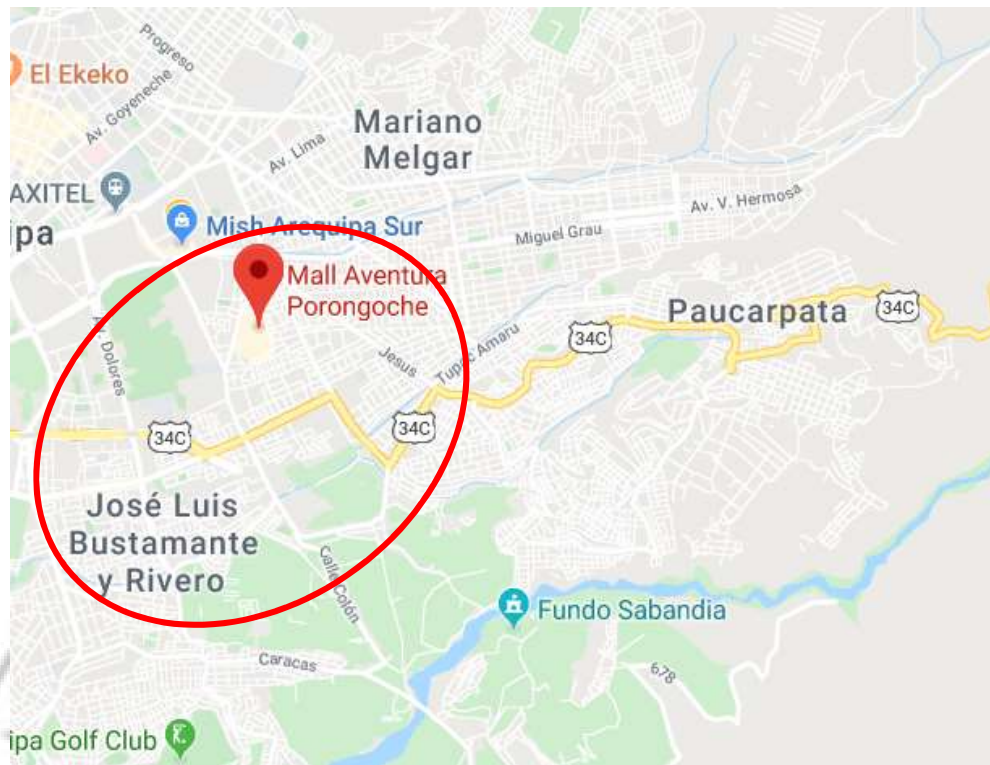 Progreso
El Ekeko
Av. Goyeneche
Mariano
Melgar
Av. Lima
AXITEL
ipa
Mish Arequipa Sur
Av. V. Hermosa
Miguel Grau
Mall Aventura
Porongoche
Paucarpata
34C
34C
Av. Dolores
Jesus
Tupac Amaru
34C
34C
José Luis
Bustamante
y Rivero
Calle Colón
Fundo Sabandia
Caracas
678
ipa Golf Club